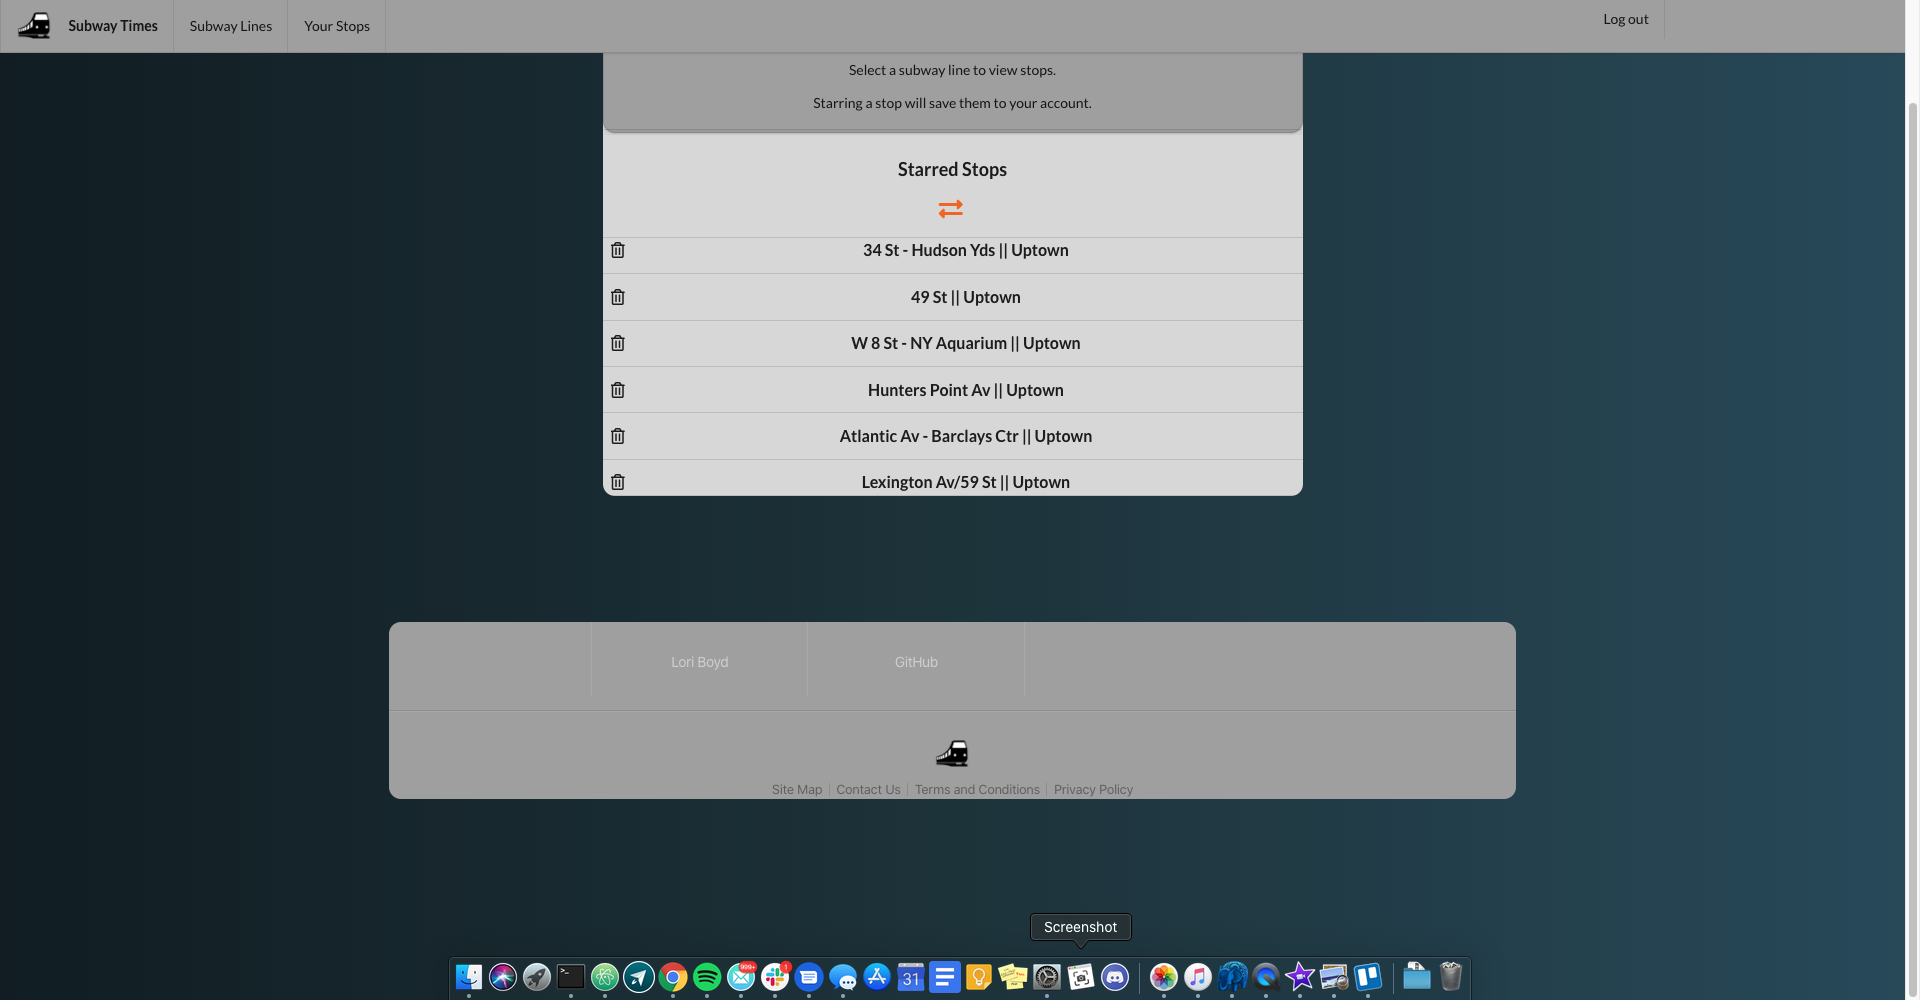 Subway Times Subway Lines Your Stops Log out
Select a subway line to view stops.
Starring a stop will save them to your account.
Starred Stops
34 St - Hudson Yds || Uptown
49 St || Uptown
W 8 St - NY Aquarium || Uptown
Hunters Point Av || Uptown
Atlantic Av - Barclays Ctr || Uptown
Lexington Av/59 St || Uptown
Lori Boyd GitHub
Site Map Contact Us Terms and Conditions Privacy Policy
Screenshot
999+ 1 31